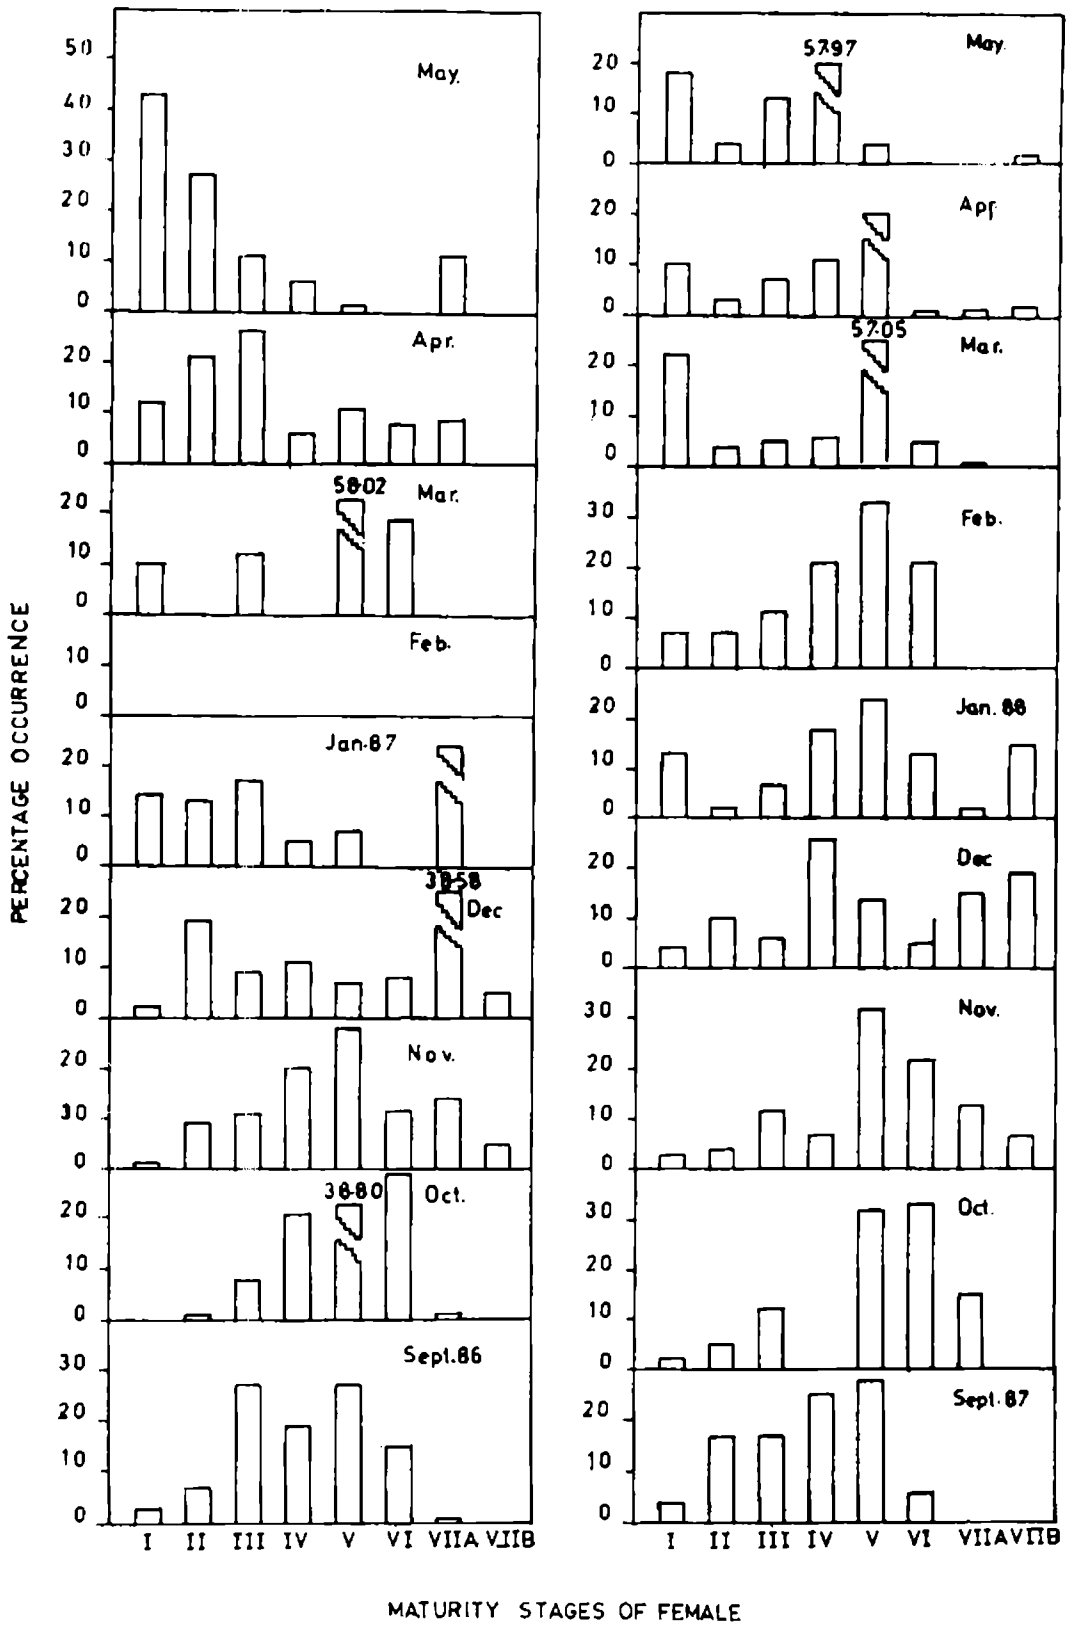 PERCENTAGE OCCURRENCE
50
40
30
20
10
0
May.
20
10
0
Apr.
58.02
20
10
0
Mar.
10
0
Feb.
20
10
0
Jan.87
38.58
20
10
0
Dec
20
10
0
Nov.
38.80
20
10
0
Oct.
30
20
10
0
Sept.86
I II III IV V VI VIIA VIIB
57.97
20
10
0
May.
20
10
0
Apr.
57.05
20
10
0
Mar.
30
20
10
0
Feb.
20
10
0
Jan. 88
20
10
0
Dec
30
20
10
0
Nov.
30
20
10
0
Oct.
20
10
0
Sept. 87
I II III IV V VI VIIA VIIB
MATURITY STAGES OF FEMALE